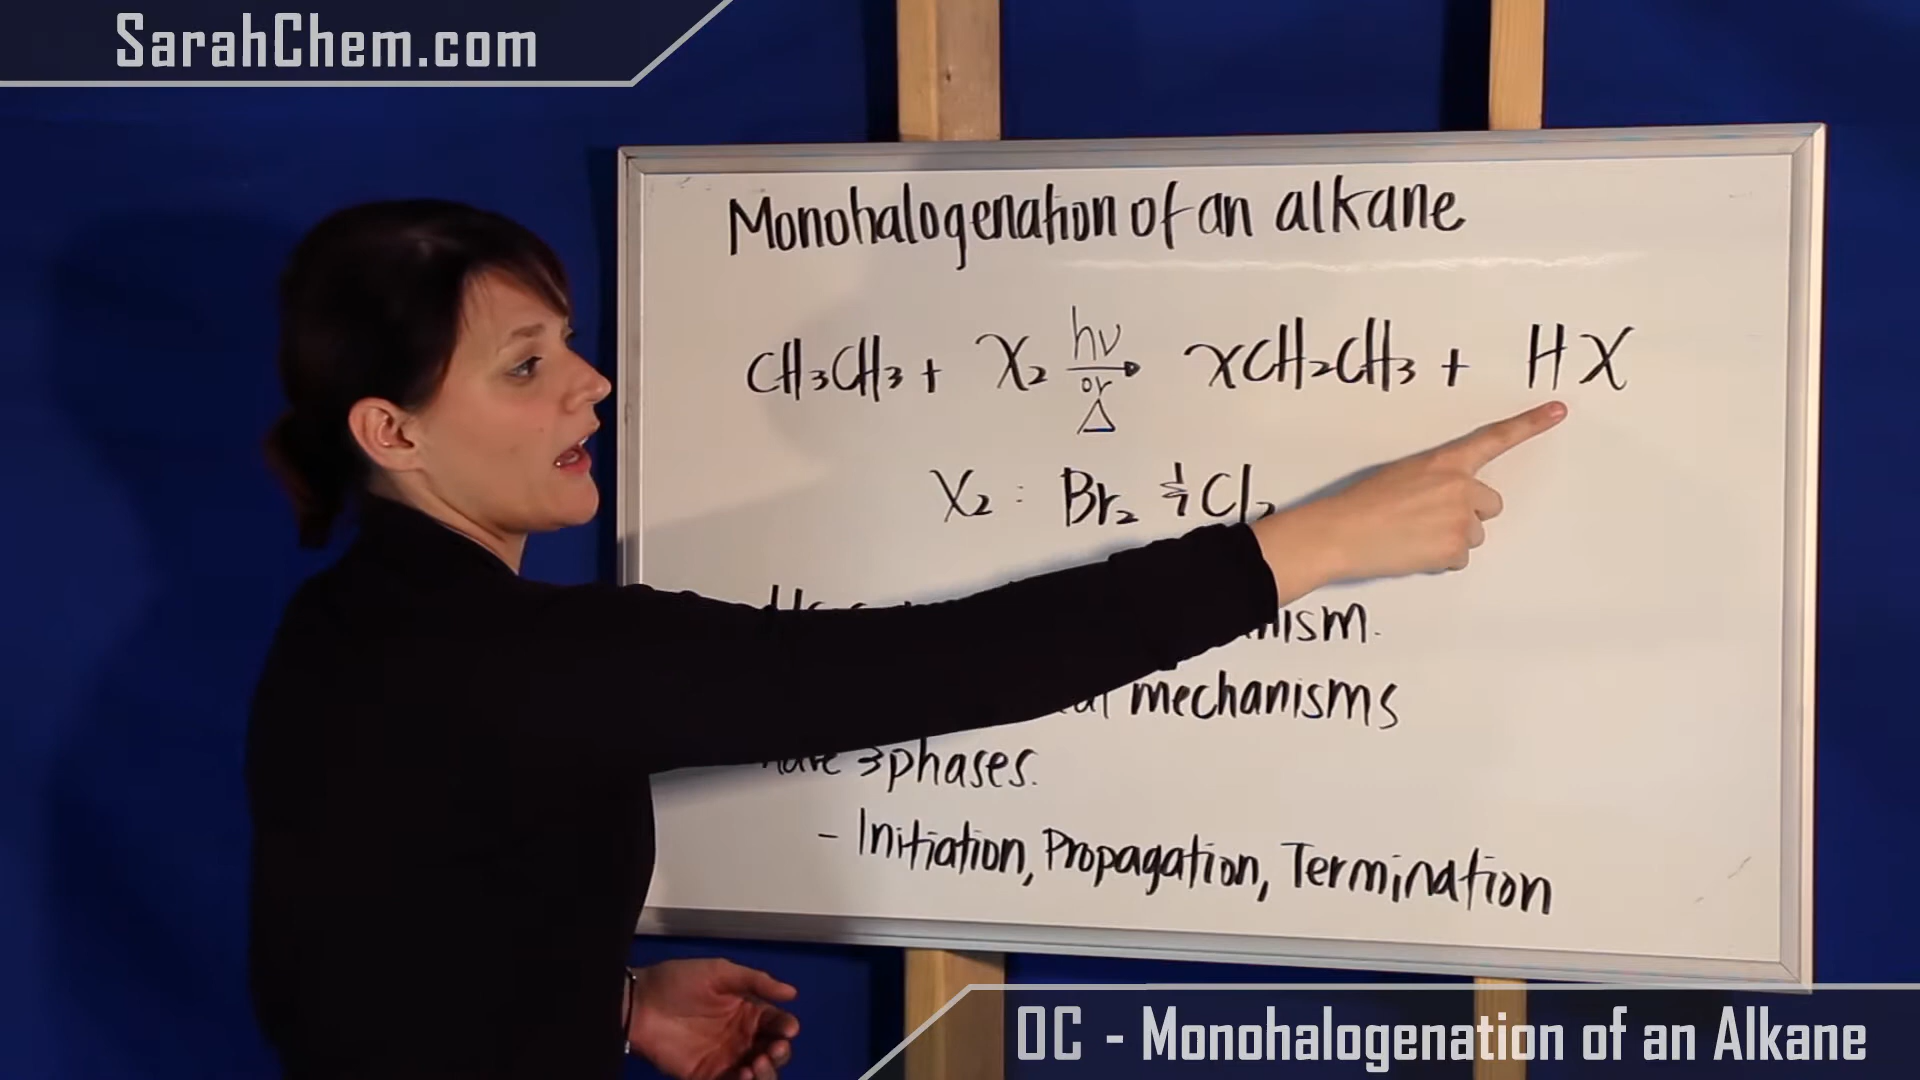 SarahChem.com
Monohalogenation of an alkane
CH₃CH₃ + X₂ hν or Δ → XCH₂CH₃ + HX
X₂ : Br₂ & Cl₂
mechanisms
have 3 phases.
- Initiation, Propagation, Termination
OC - Monohalogenation of an Alkane